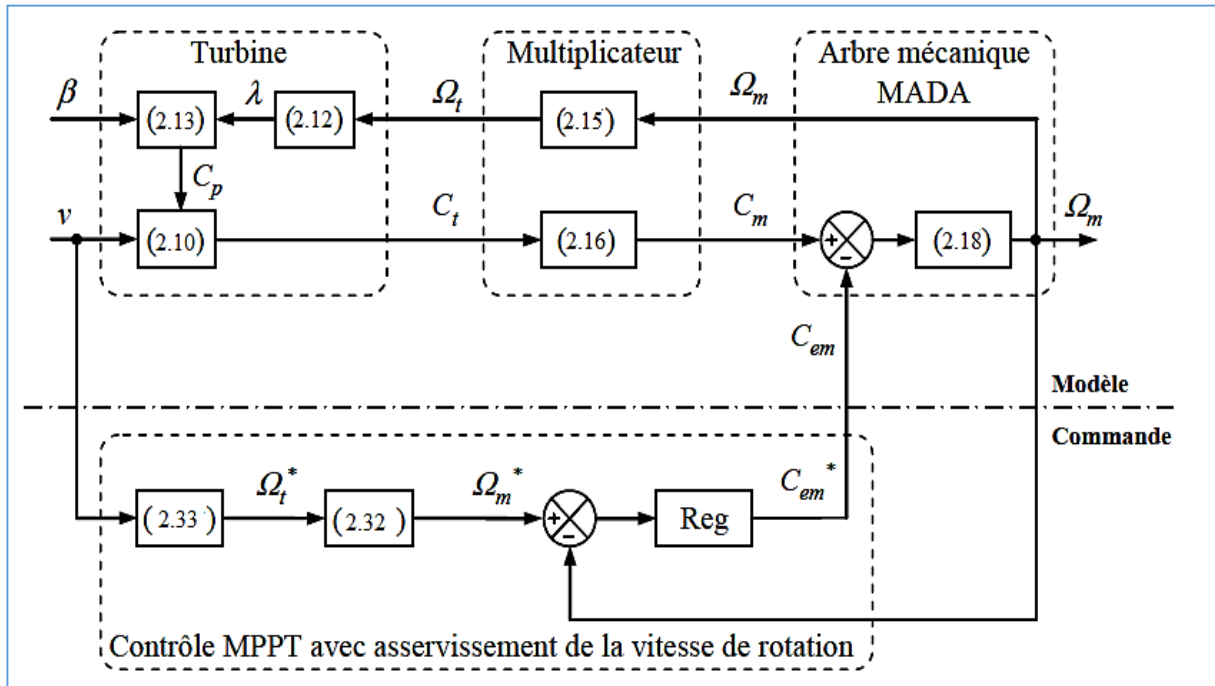 Turbine
Multiplicateur
Arbre mécanique
MADA
β
(2.13)
λ
(2.12)
Ω_t
(2.15)
Ω_m
C_p
v
(2.10)
C_t
(2.16)
C_m
+
−
(2.18)
Ω_m
C_em
Modèle
Commande
(2.33)
Ω_t*
(2.32)
Ω_m*
+
−
Reg
C_em*
Contrôle MPPT avec asservissement de la vitesse de rotation